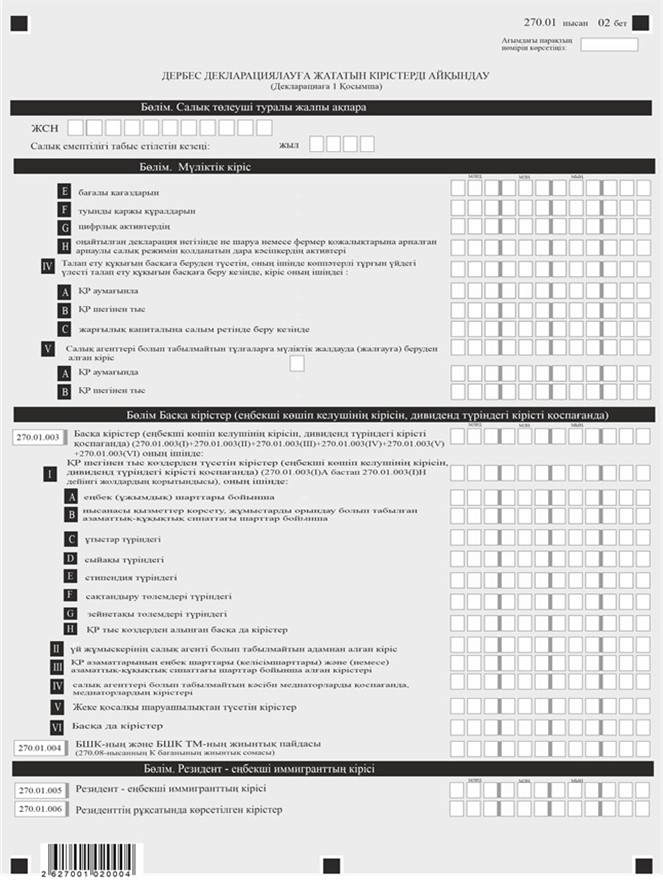 270.01 нысан 02 бет
Ағымдағы парақтың
нөмірін көрсетіңіз:
ДЕРБЕС ДЕКЛАРАЦИЯЛАУҒА ЖАТАТЫН КІРІСТЕРДІ АЙҚЫНДАУ
(Декларацияға 1 Қосымша)
Бөлім. Салық төлеуші туралы жалпы ақпара
ЖСН
Салық емептілігі табыс етілетін кезеңі: жыл
Бөлім. Мүліктік кіріс
млрд млн мың
E бағалы қағаздарын
F туынды қаржы құралдарын
G цифрлық активтердің
H оңайтылған декларация негізінде не шаруа немесе фермер қожалықтарына арналған
арнаулы салық режимін қолданатын дара кәсіпкердің активтері
IV Талап ету құқығын басқаға беруден түсетін, оның ішінде көппәтерлі тұрғын үйдегі
үлесті талап ету құқығын басқаға беру кезінде, кіріс оның ішіндеі :
A ҚР аумағынла
B ҚР шегінен тыс
C жарғылық капиталына салым ретінде беру кезінде
V Салық агенттері болып табылмайтын тұлғаларға мүліктік жалдауда (жалғауға) беруден
алған кіріс
A ҚР аумағында
B ҚР шегінен тыс
Бөлім Басқа кірістер (еңбекші көшіп келушінің кірісін, дивиденд түріндегі кірісті қоспағанда)
млрд млн мың
270.01.003 Басқа кірістер (еңбекші көшіп келушінің кірісін, дивиденд түріндегі кірісті
қоспағанда) (270.01.003(I)+270.01.003(II)+270.01.003(III)+270.01.003(IV)+270.01.003(V)
+270.01.003(VI) оның ішінде:
I ҚР шегінен тыс көздерден түсетін кірістер (еңбекші көшіп келушінің кірісін,
дивиденд түріндегі кірісті қоспағанда) (270.01.003(I)A бастап 270.01.003(I)H
дейінгі жолдардың қорытындысы), оның ішінде:
A еңбек (ұжымдық) шарттары бойынша
B нысанасы қызметтер көрсету, жұмыстарды орындау болып табылған
азаматтық-құқықтық сипаттағы шарттар бойынша
C ұтыстар түріндегі
D сыйақы түріндегі
E стипендия түріндегі
F сақтандыру төлемдері түріндегі
G зейнетақы төлемдері түріндегі
H ҚР тыс көздерден алынған басқа да кірістер
II үй жұмыскерінің салық агенті болып табылмайтын адамнан алған кіріс
III ҚР азаматтарының еңбек шарттары (келісімшарттары) және (немесе)
азаматтық-құқықтық сипаттағы шарттар бойынша алған кірістері
IV салық агенттері болып табылмайтын кәсіби медиаторларды қоспағанда,
медиаторлардың кірістері
V Жеке қосалқы шаруашылықтан түсетін кірістер
VI Басқа да кірістер
270.01.004 БШК-ның және БШК ТМ-ның жиынтық пайдасы
(270.08-нысанның К бағанының жиынтық сомасы)
Бөлім. Резидент - еңбекші иммигранттың кірісі
млрд млн мың
270.01.005 Резидент - еңбекші иммигранттың кірісі
270.01.006 Резиденттің рұқсатында көрсетілген кірістер
2 627001 020004